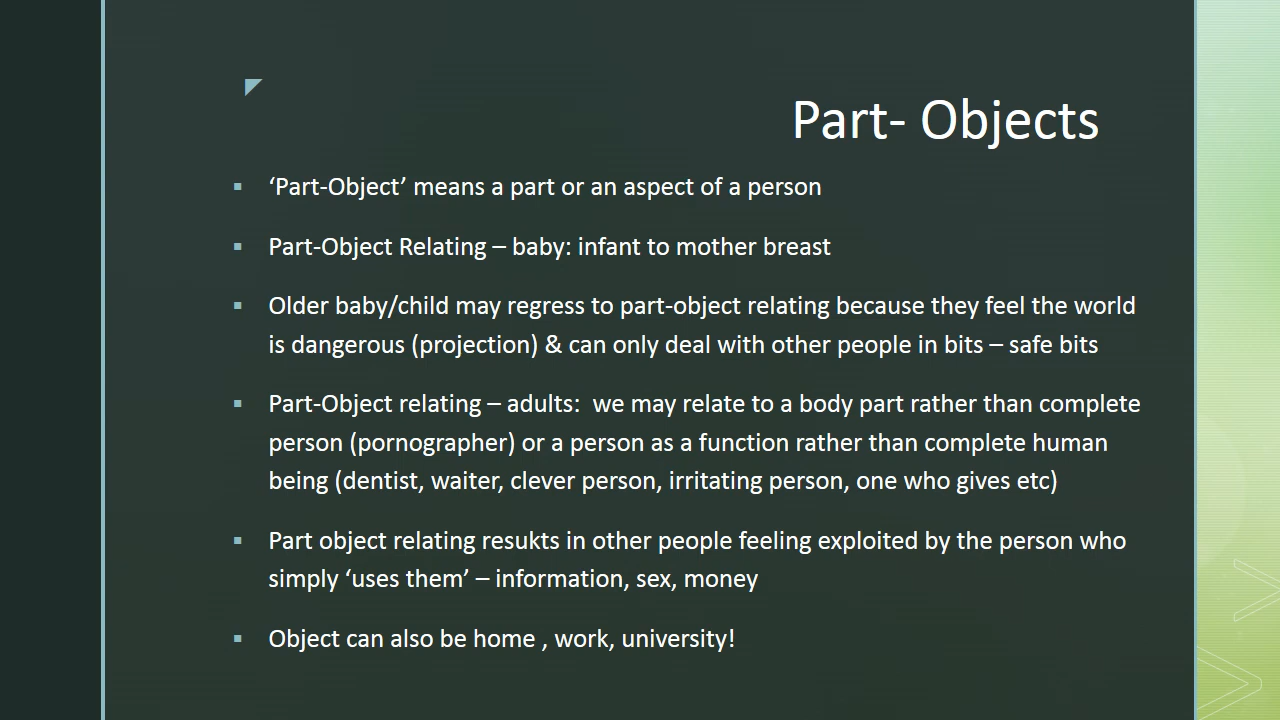 Part- Objects
‘Part-Object’ means a part or an aspect of a person
Part-Object Relating – baby: infant to mother breast
Older baby/child may regress to part-object relating because they feel the world
is dangerous (projection) & can only deal with other people in bits – safe bits
Part-Object relating – adults:  we may relate to a body part rather than complete
person (pornographer) or a person as a function rather than complete human
being (dentist, waiter, clever person, irritating person, one who gives etc)
Part object relating resukts in other people feeling exploited by the person who
simply ‘uses them’ – information, sex, money
Object can also be home , work, university!